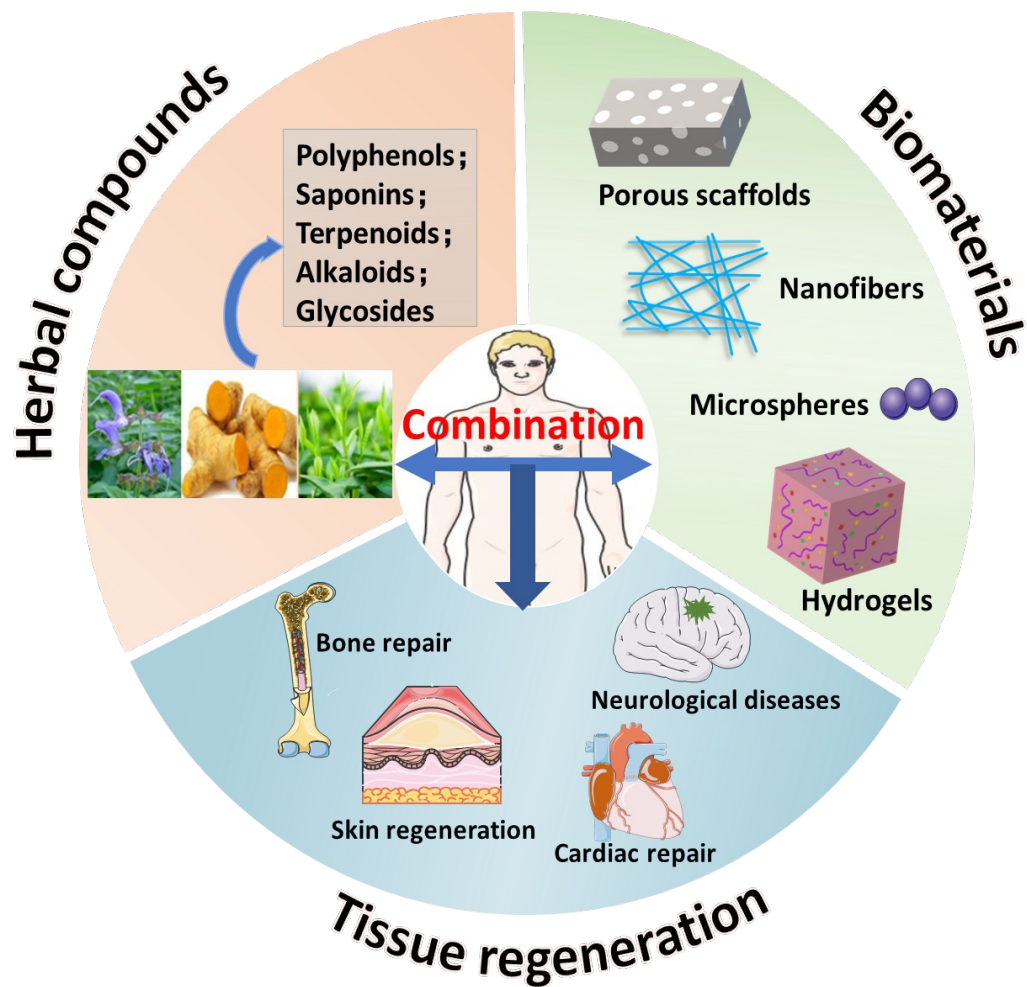 Herbal compounds
Polyphenols；
Saponins；
Terpenoids；
Alkaloids；
Glycosides
Biomaterials
Porous scaffolds
Nanofibers
Microspheres
Hydrogels
Combination
Bone repair
Skin regeneration
Neurological diseases
Cardiac repair
Tissue regeneration